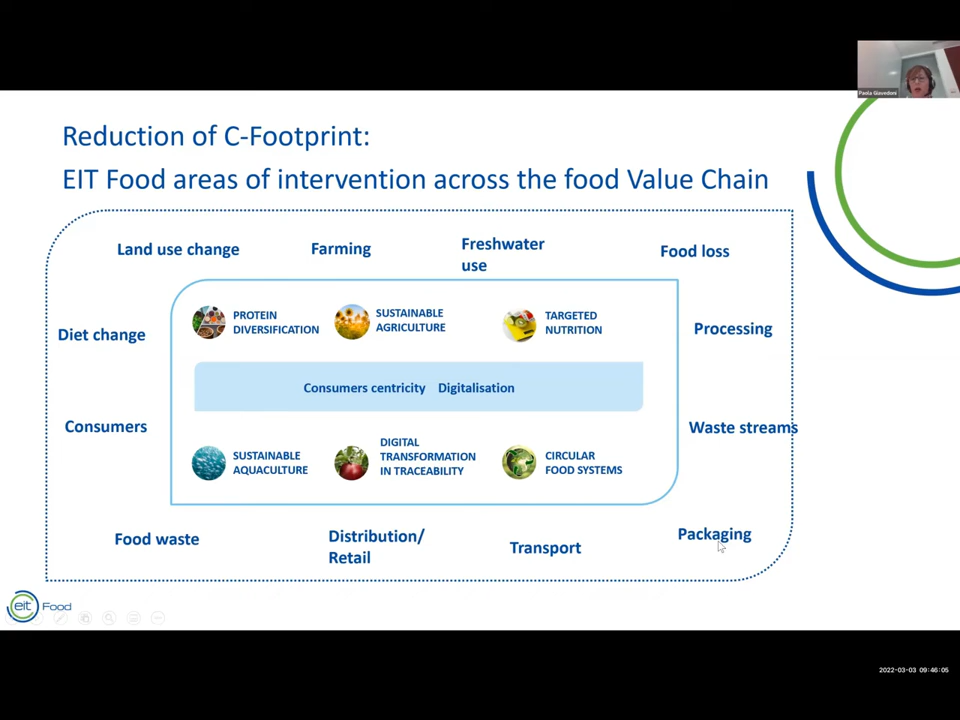 Paola Giavedoni
Reduction of C-Footprint:
EIT Food areas of intervention across the food Value Chain
Land use change
Farming
Freshwater
use
Food loss
Diet change
PROTEIN
DIVERSIFICATION
SUSTAINABLE
AGRICULTURE
TARGETED
NUTRITION
Processing
Consumers centricity Digitalisation
Consumers
Waste streams
SUSTAINABLE
AQUACULTURE
DIGITAL
TRANSFORMATION
IN TRACEABILITY
CIRCULAR
FOOD SYSTEMS
Food waste
Distribution/
Retail
Transport
Packaging
eit Food
2022-03-03 09:46:05